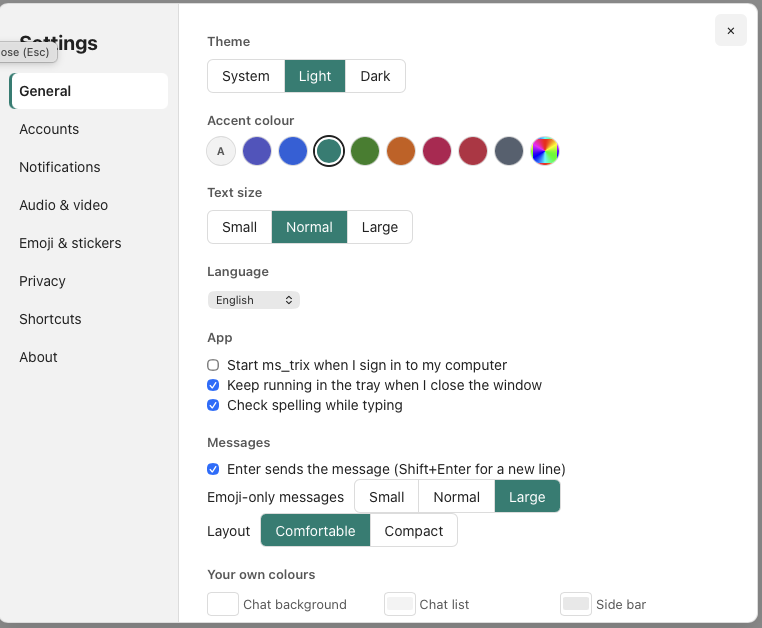 Settings
ose (Esc)
×
General
Accounts
Notifications
Audio & video
Emoji & stickers
Privacy
Shortcuts
About
Theme
System Light Dark
Accent colour
A
Text size
Small Normal Large
Language
English
App
Start ms_trix when I sign in to my computer
Keep running in the tray when I close the window
Check spelling while typing
Messages
Enter sends the message (Shift+Enter for a new line)
Emoji-only messages Small Normal Large
Layout Comfortable Compact
Your own colours
Chat background Chat list Side bar